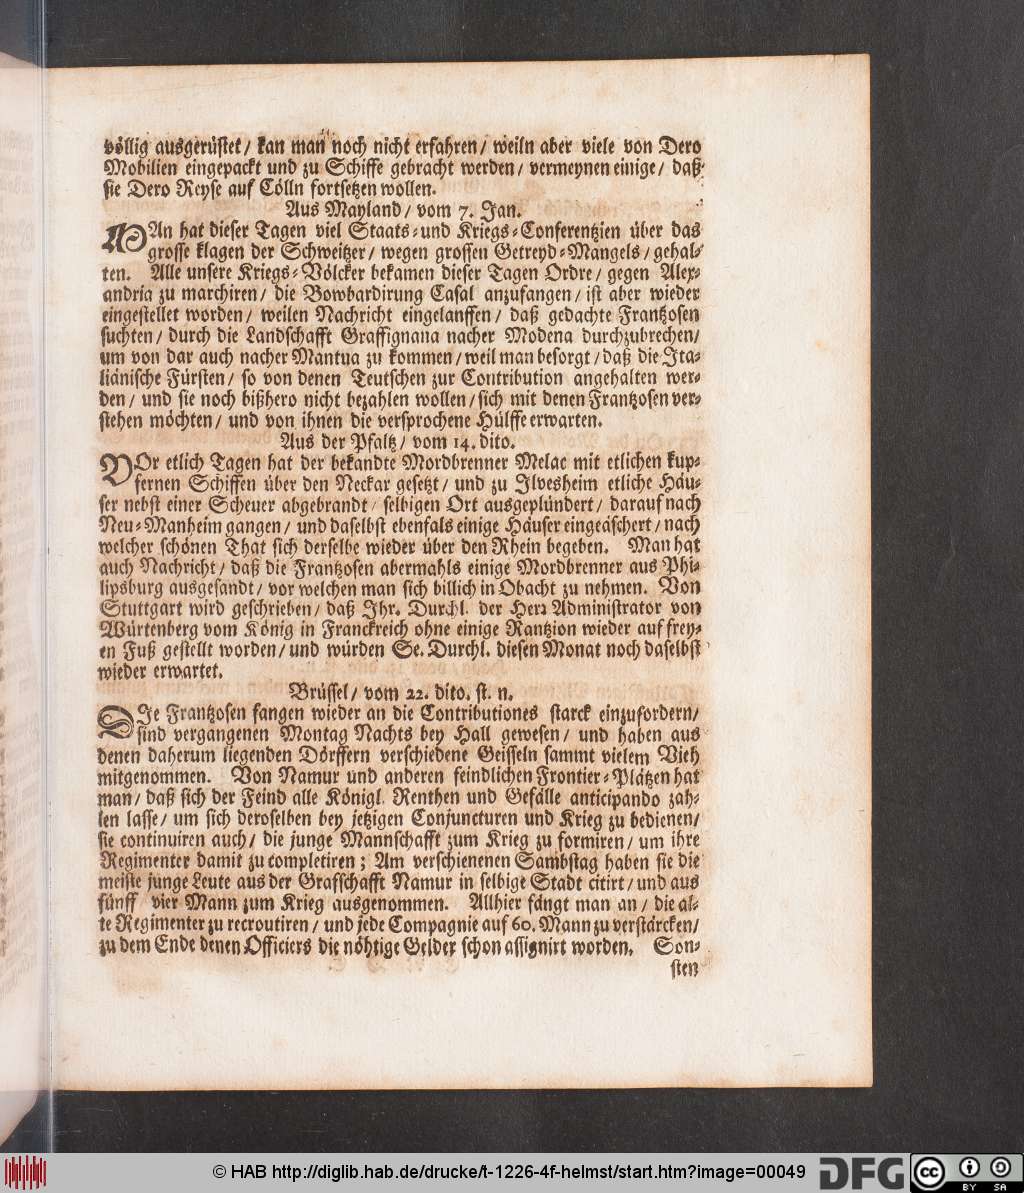 völlig ausgerüstet / kan man noch nicht erfahren / weiln aber viele von Dero
Mobilien eingepackt und zu Schiffe gebracht werden / vermeynen einige / daß
sie Dero Reyse auf Cölln fortsetzen wollen.
Aus Mayland / vom 7. Jan.
MAn hat dieser Tagen viel Staats-und Kriegs-Conferentzien über das
grosse klagen der Schweitzer / wegen grossen Getreyd-Mangels / gehal-
ten. Alle unsere Kriegs-Völcker bekamen dieser Tagen Ordre / gegen Alex-
andria zu marchiren / die Bowbardirung Casal anzufangen / ist aber wieder
eingestellet worden / weilen Nachricht eingelanffen / daß gedachte Frantzosen
suchten / durch die Landschafft Graffignana nacher Modena durchzubrechen /
um von dar auch nacher Mantua zu kommen / weil man besorgt / daß die Ita-
liänische Fürsten / so von denen Teutschen zur Contribution angehalten wer-
den / und sie noch bißhero nicht bezahlen wollen / sich mit denen Frantzosen ver-
stehen möchten / und von ihnen die versprochene Hülffe erwarten.
Aus der Pfaltz / vom 14. dito.
VOr etlich Tagen hat der bekandte Mordbrenner Melac mit etlichen kup-
fernen Schiffen über den Neckar gesetzt / und zu Ilvesheim etliche Häu-
ser nebst einer Scheuer abgebrandt / selbigen Ort ausgeplündert / darauf nach
Neu-Manheim gangen / und daselbst ebenfals einige Häuser eingeäschert / nach
welcher schönen That sich derselbe wieder über den Rhein begeben. Man hat
auch Nachricht / daß die Frantzosen abermahls einige Mordbrenner aus Phi-
lipsburg ausgesandt / vor welchen man sich billich in Obacht zu nehmen. Von
Stuttgart wird geschrieben / daß Ihr. Durchl. der Herr Administrator von
Würtenberg vom König in Franckreich ohne einige Rantzion wieder auf frey-
en Fuß gestellt worden / und würden Se. Durchl. diesen Monat noch daselbst
wieder erwartet.
Brüssel / vom 22. dito. st. n.
DIe Frantzosen fangen wieder an die Contributiones starck einzufordern /
sind vergangenen Montag Nachts bey Hall gewesen / und haben aus
denen daherum liegenden Dörffern verschiedene Geisseln sammt vielem Vieh
mitgenommen. Von Namur und anderen feindlichen Frontier-Plätzen hat
man / daß sich der Feind alle Königl. Renthen und Gefälle anticipando zah-
len lasse / um sich deroselben bey jetzigen Conjuncturen und Krieg zu bedienen /
sie continuiren auch / die junge Mannschafft zum Krieg zu formiren / um ihre
Regimenter damit zu completiren ; Am verschienenen Sambstag haben sie die
meiste junge Leute aus der Grafschafft Namur in selbige Stadt citirt / und aus
fünff vier Mann zum Krieg ausgenommen. Allhier fängt man an / die al-
te Regimenter zu recroutiren / und jede Compagnie auf 60. Mann zu verstärcken /
zu dem Ende denen Officiers die nöhtige Gelder schon assignirt worden. Son-
sten
© HAB http://diglib.hab.de/drucke/t-1226-4f-helmst/start.htm?image=00049
DFG
cc BY SA